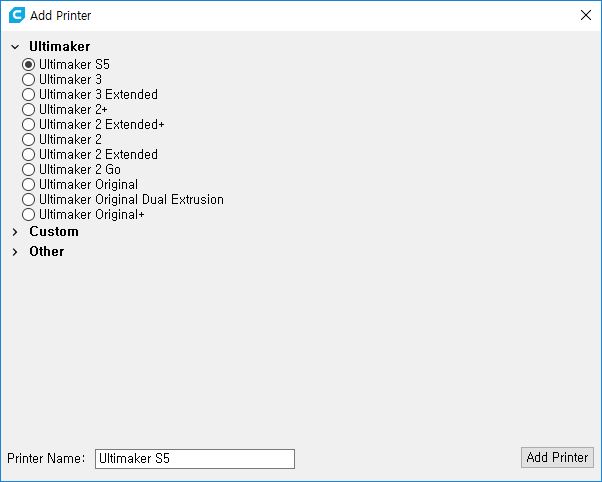 Add Printer
Ultimaker
Ultimaker S5
Ultimaker 3
Ultimaker 3 Extended
Ultimaker 2+
Ultimaker 2 Extended+
Ultimaker 2
Ultimaker 2 Extended
Ultimaker 2 Go
Ultimaker Original
Ultimaker Original Dual Extrusion
Ultimaker Original+
Custom
Other
Printer Name: Ultimaker S5 Add Printer